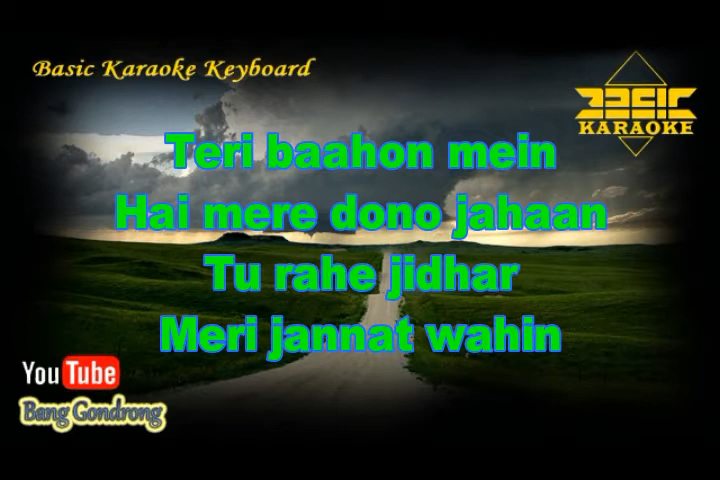 Basic Karaoke Keyboard
BASIC
KARAOKE
Teri baahon mein
Hai mere dono jahaan
Tu rahe jidhar
Meri jannat wahin
YouTube
Bang Gondrong